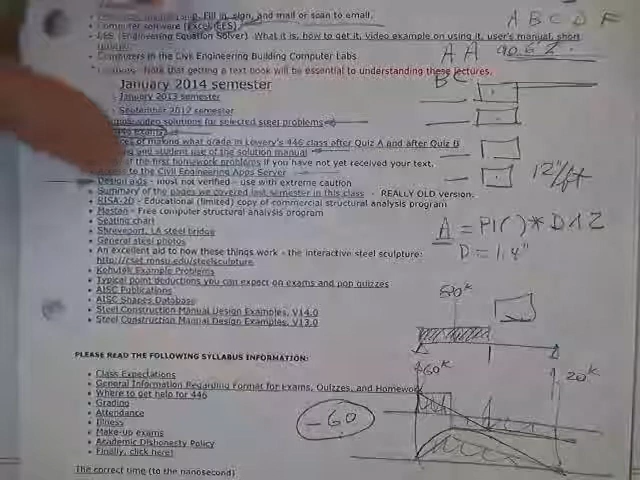 Fill in, sign, and mail or scan to email.
Computer software (Excel/EES)
EES (Engineering Equation Solver) What it is, how to get it, video example on using it, user's manual, short
Computers in the Civil Engineering Building Computer Labs
Note that getting a text book will be essential to understanding these lectures.
January 2014 semester
January 2013 semester
September 2012 semester
video solutions for selected steel problems
of making what grade in Lowery's 446 class after Quiz A and after Quiz B
and student use of the solution manual
of the first homework problems if you have not yet received your text.
to the Civil Engineering Apps Server
Design aids - most not verified - use with extreme caution
Summary of the pages we covered last semester in this class - REALLY OLD version.
RISA-2D - Educational (limited) copy of commercial structural analysis program
Mastan - Free computer structural analysis program
Seating chart
Shreveport, LA steel bridge
General steel photos
An excellent aid to how these things work - the interactive steel sculpture:
Kohutek Example Problems
Typical point deductions you can expect on exams and pop quizzes
AISC Publications
AISC Shapes Database
Steel Construction Manual Design Examples, V14.0
Steel Construction Manual Design Examples, V13.0
PLEASE READ THE FOLLOWING SYLLABUS INFORMATION:
Class Expectations
General Information Regarding Format for Exams, Quizzes, and Homework
Where to get help for 446
Grading
Attendance
Illness
Make-up exams
Academic Dishonesty Policy
Finally, click here!
The correct time (to the nanosecond)
A B C D F
A A 90.62
B C
12"/ft
A = PI( ) * D^2
D = 1.4"
60K
20K
-60